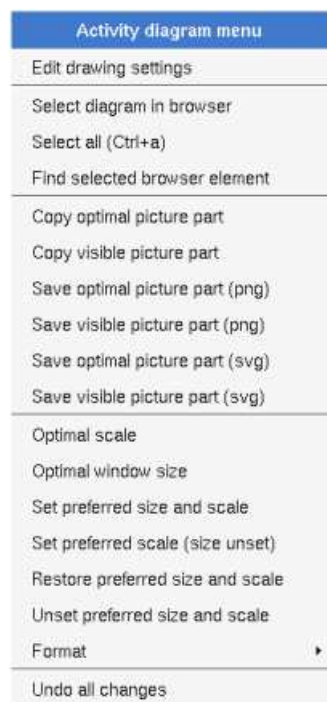 Activity diagram menu
Edit drawing settings
Select diagram in browser
Select all (Ctrl+a)
Find selected browser element
Copy optimal picture part
Copy visible picture part
Save optimal picture part (png)
Save visible picture part (png)
Save optimal picture part (svg)
Save visible picture part (svg)
Optimal scale
Optimal window size
Set preferred size and scale
Set preferred scale (size unset)
Restore preferred size and scale
Unset preferred size and scale
Format
Undo all changes